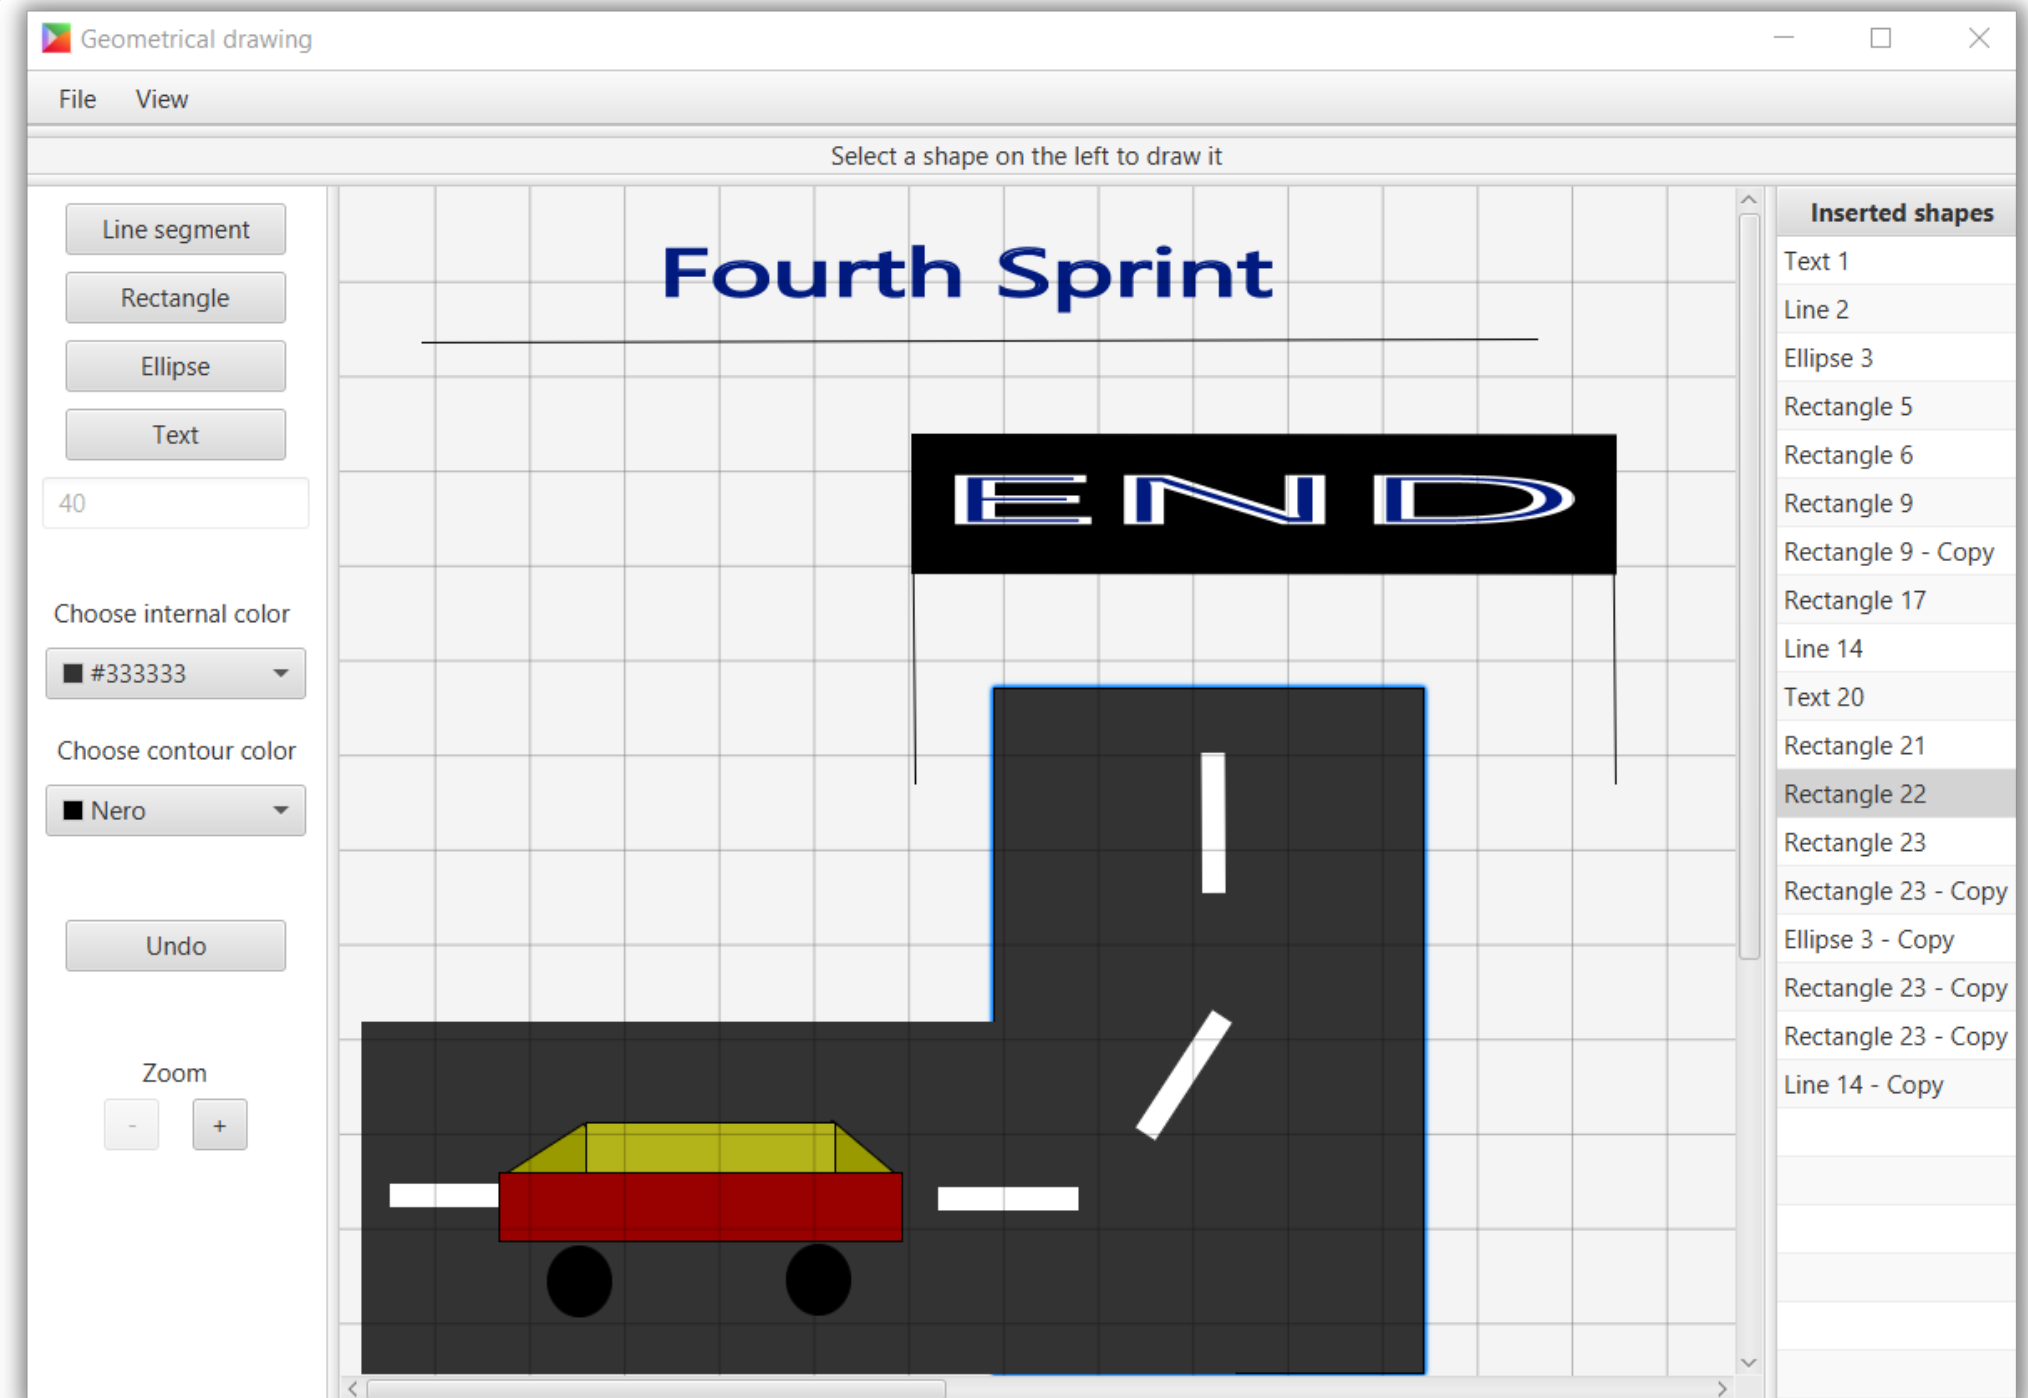 Geometrical drawing
File View
Select a shape on the left to draw it
Line segment
Rectangle
Ellipse
Text
40
Choose internal color
#333333
Choose contour color
Nero
Undo
Zoom
- +
Fourth Sprint
END
Inserted shapes
Text 1
Line 2
Ellipse 3
Rectangle 5
Rectangle 6
Rectangle 9
Rectangle 9 - Copy
Rectangle 17
Line 14
Text 20
Rectangle 21
Rectangle 22
Rectangle 23
Rectangle 23 - Copy
Ellipse 3 - Copy
Rectangle 23 - Copy
Rectangle 23 - Copy
Line 14 - Copy